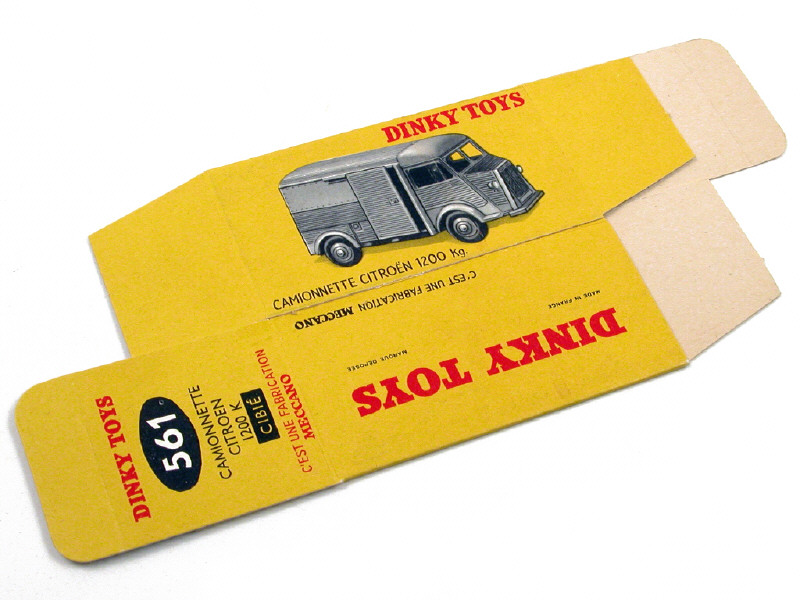 DINKY TOYS
CAMIONNETTE CITROËN 1200 Kg.
C'EST UNE FABRICATION MECCANO
MADE IN FRANCE
DINKY TOYS
MARQUE DÉPOSÉE
DINKY TOYS
561
CAMIONNETTE
CITROEN
1200 K
CIBIÉ
C'EST UNE FABRICATION
MECCANO